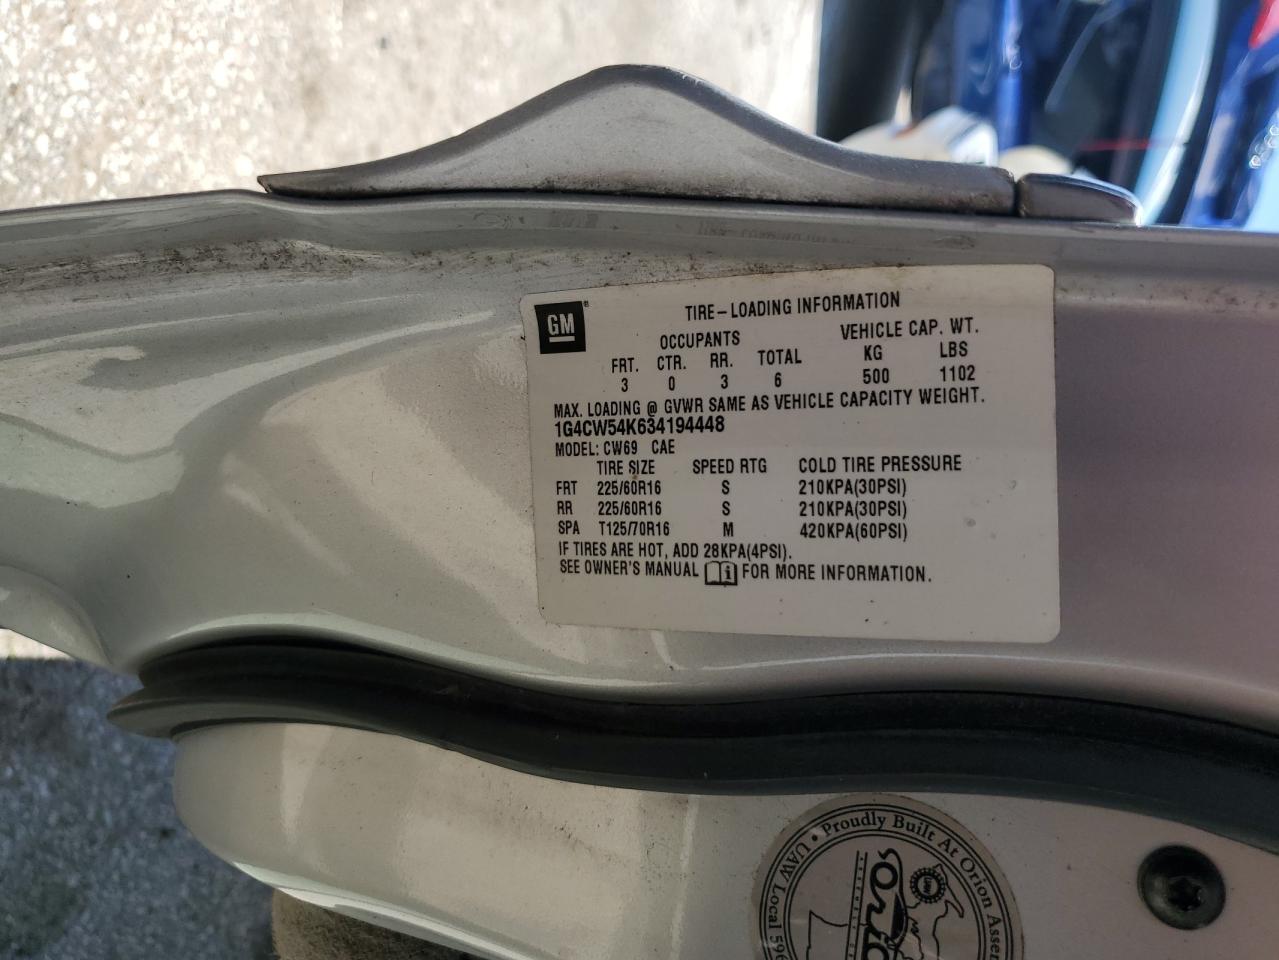 GM
TIRE-LOADING INFORMATION
OCCUPANTS VEHICLE CAP. WT.
FRT. CTR. RR. TOTAL KG LBS
3 0 3 6 500 1102
MAX. LOADING @ GVWR SAME AS VEHICLE CAPACITY WEIGHT.
1G4CW54K634194448
MODEL: CW69 CAE
TIRE SIZE SPEED RTG COLD TIRE PRESSURE
FRT 225/60R16 S 210KPA(30PSI)
RR 225/60R16 S 210KPA(30PSI)
SPA T125/70R16 M 420KPA(60PSI)
IF TIRES ARE HOT, ADD 28KPA(4PSI).
SEE OWNER'S MANUAL FOR MORE INFORMATION.
UAW Local • Proudly Built At Orion